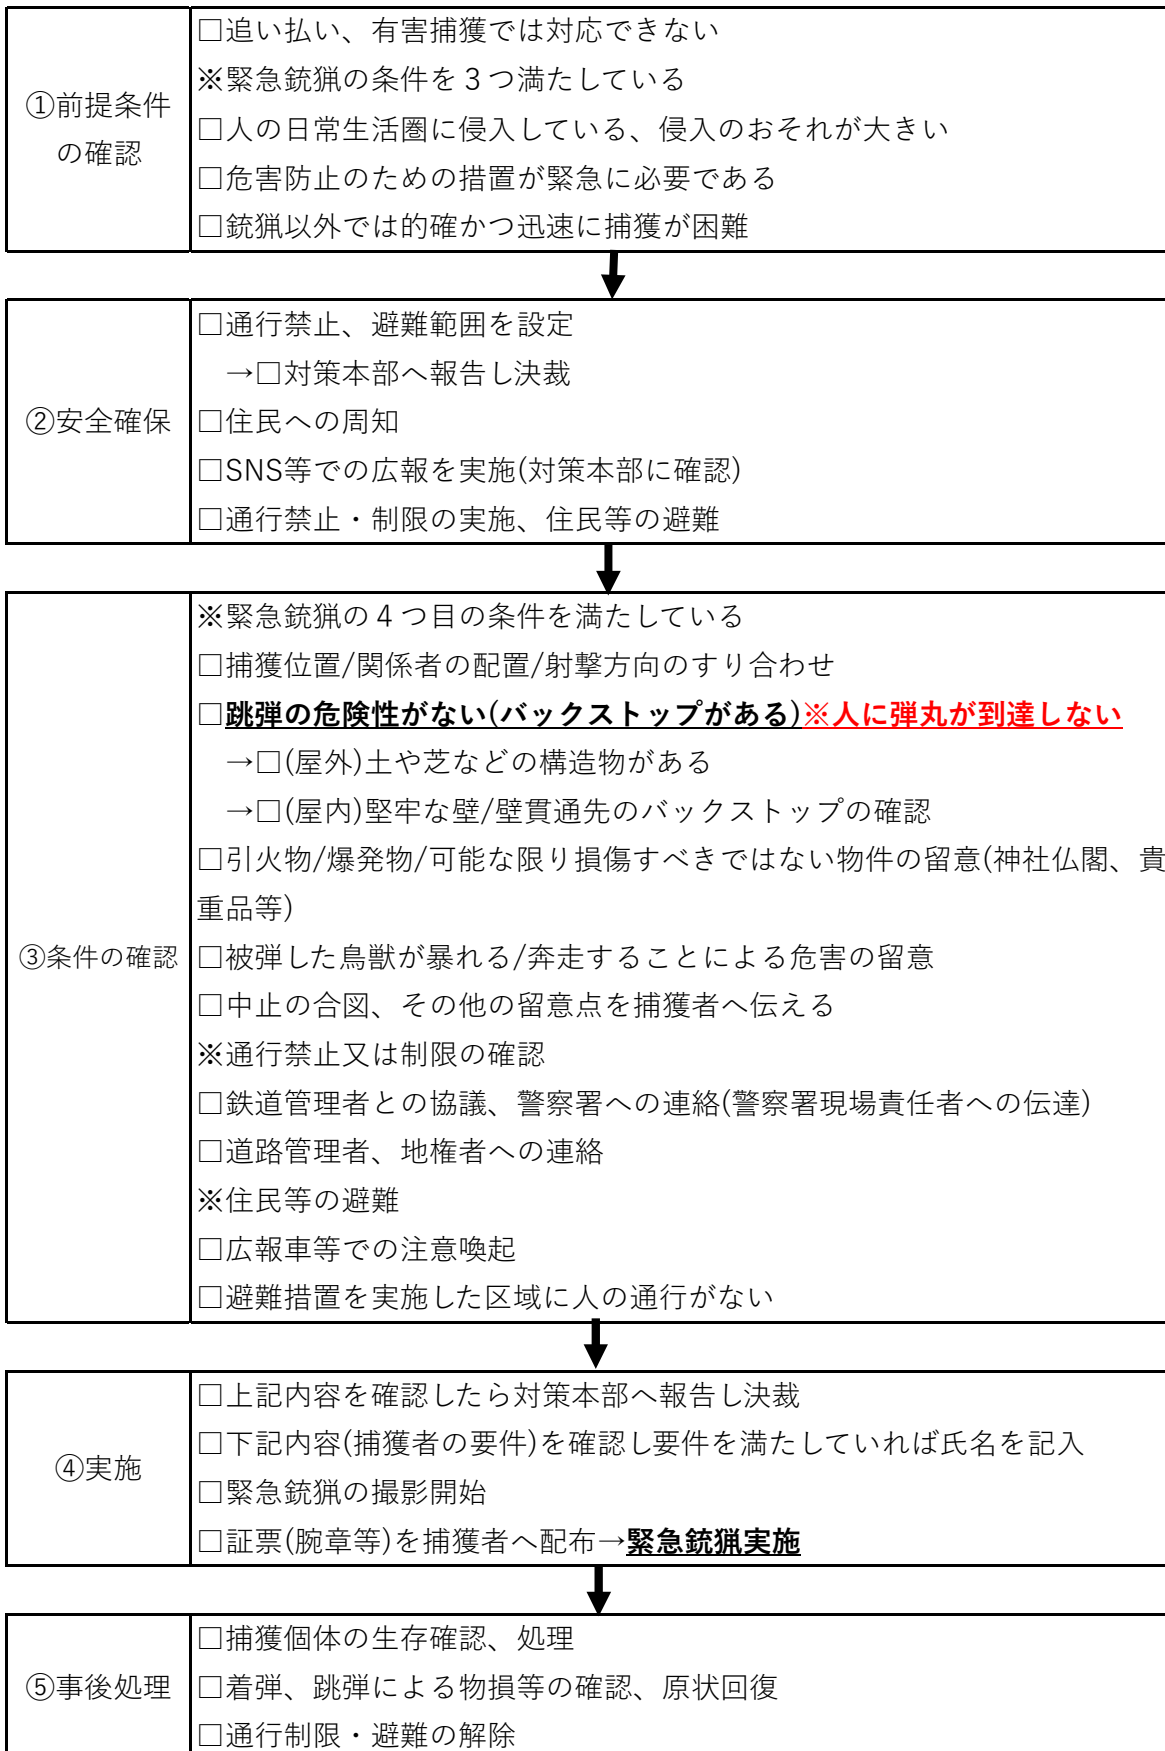 ①前提条件
の確認
□追い払い、有害捕獲では対応できない
※緊急銃猟の条件を３つ満たしている
□人の日常生活圏に侵入している、侵入のおそれが大きい
□危害防止のための措置が緊急に必要である
□銃猟以外では的確かつ迅速に捕獲が困難
②安全確保
□通行禁止、避難範囲を設定
→□対策本部へ報告し決裁
□住民への周知
□SNS等での広報を実施(対策本部に確認)
□通行禁止・制限の実施、住民等の避難
③条件の確認
※緊急銃猟の４つ目の条件を満たしている
□捕獲位置/関係者の配置/射撃方向のすり合わせ
□跳弾の危険性がない(バックストップがある)※人に弾丸が到達しない
→□(屋外)土や芝などの構造物がある
→□(屋内)堅牢な壁/壁貫通先のバックストップの確認
□引火物/爆発物/可能な限り損傷すべきではない物件の留意(神社仏閣、貴
重品等)
□被弾した鳥獣が暴れる/奔走することによる危害の留意
□中止の合図、その他の留意点を捕獲者へ伝える
※通行禁止又は制限の確認
□鉄道管理者との協議、警察署への連絡(警察署現場責任者への伝達)
□道路管理者、地権者への連絡
※住民等の避難
□広報車等での注意喚起
□避難措置を実施した区域に人の通行がない
④実施
□上記内容を確認したら対策本部へ報告し決裁
□下記内容(捕獲者の要件)を確認し要件を満たしていれば氏名を記入
□緊急銃猟の撮影開始
□証票(腕章等)を捕獲者へ配布→緊急銃猟実施
⑤事後処理
□捕獲個体の生存確認、処理
□着弾、跳弾による物損等の確認、原状回復
□通行制限・避難の解除